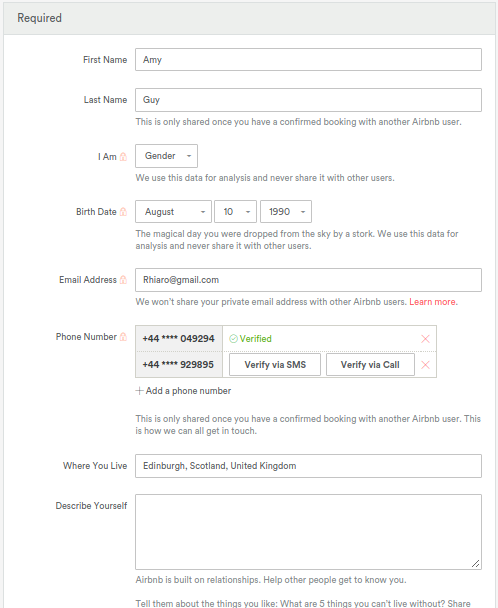 Required
First Name
Amy
Last Name
Guy
This is only shared once you have a confirmed booking with another Airbnb user.
I Am
Gender
We use this data for analysis and never share it with other users.
Birth Date
August
10
1990
The magical day you were dropped from the sky by a stork. We use this data for
analysis and never share it with other users.
Email Address
Rhiaro@gmail.com
We won't share your private email address with other Airbnb users. Learn more.
Phone Number
+44 **** 049294
Verified
+44 **** 929895
Verify via SMS
Verify via Call
+ Add a phone number
This is only shared once you have a confirmed booking with another Airbnb user. This
is how we can all get in touch.
Where You Live
Edinburgh, Scotland, United Kingdom
Describe Yourself
Airbnb is built on relationships. Help other people get to know you.
Tell them about the things you like: What are 5 things you can't live without? Share